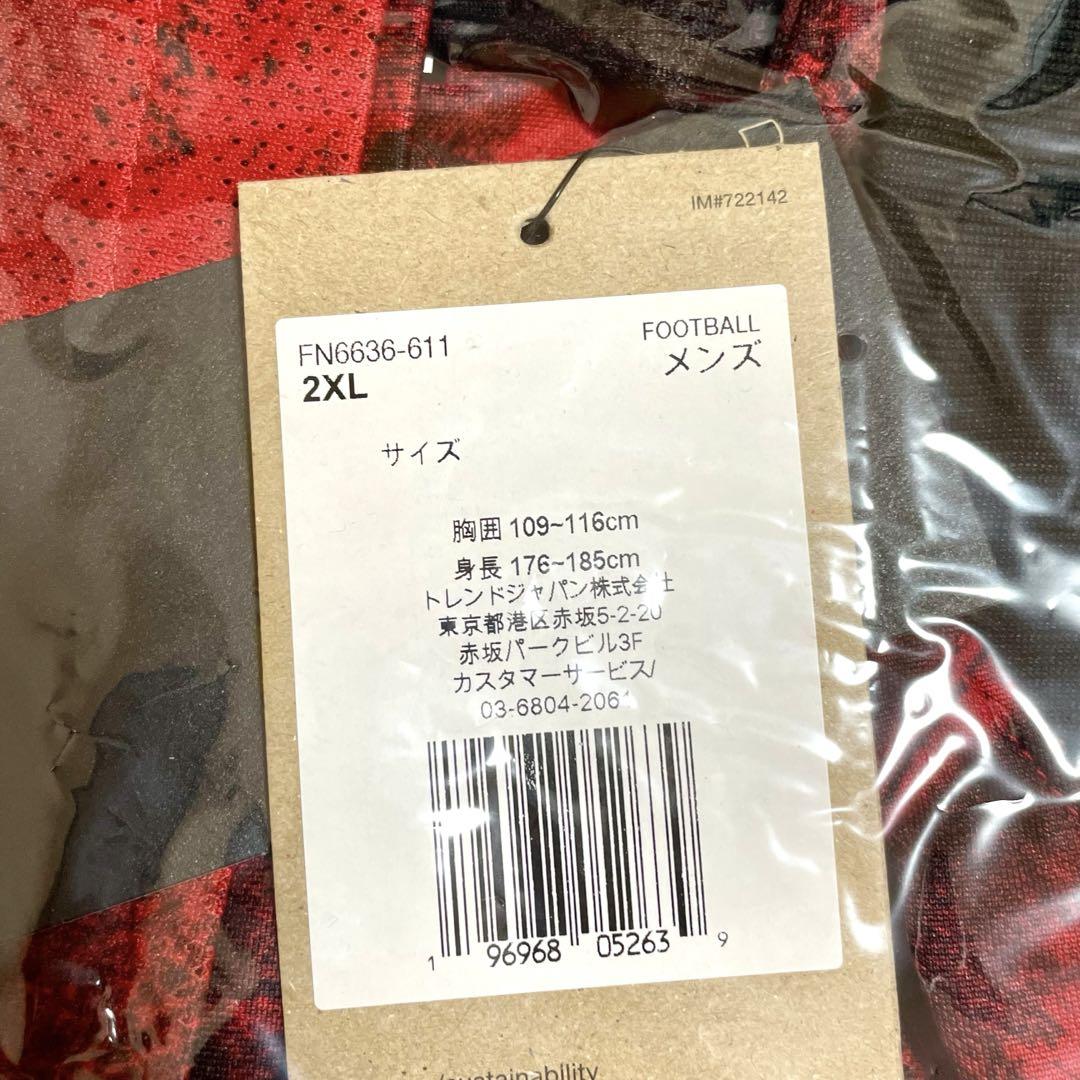 IM#722142
FN6636-611
FOOTBALL
2XL
メンズ
サイズ
胸囲 109~116cm
身長 176~185cm
トレンドジャパン株式会社
東京都港区赤坂5-2-20
赤坂パークビル3F
カスタマーサービス/
03-6804-2061
1 96968 05263 9
/sustainability